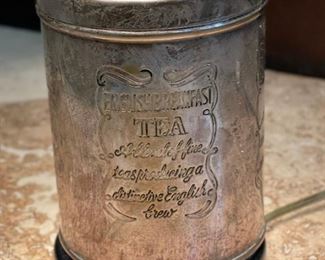 ENGLISH BREAKFAST
TEA
A blend of fine
teas producing a
distinctive English
brew